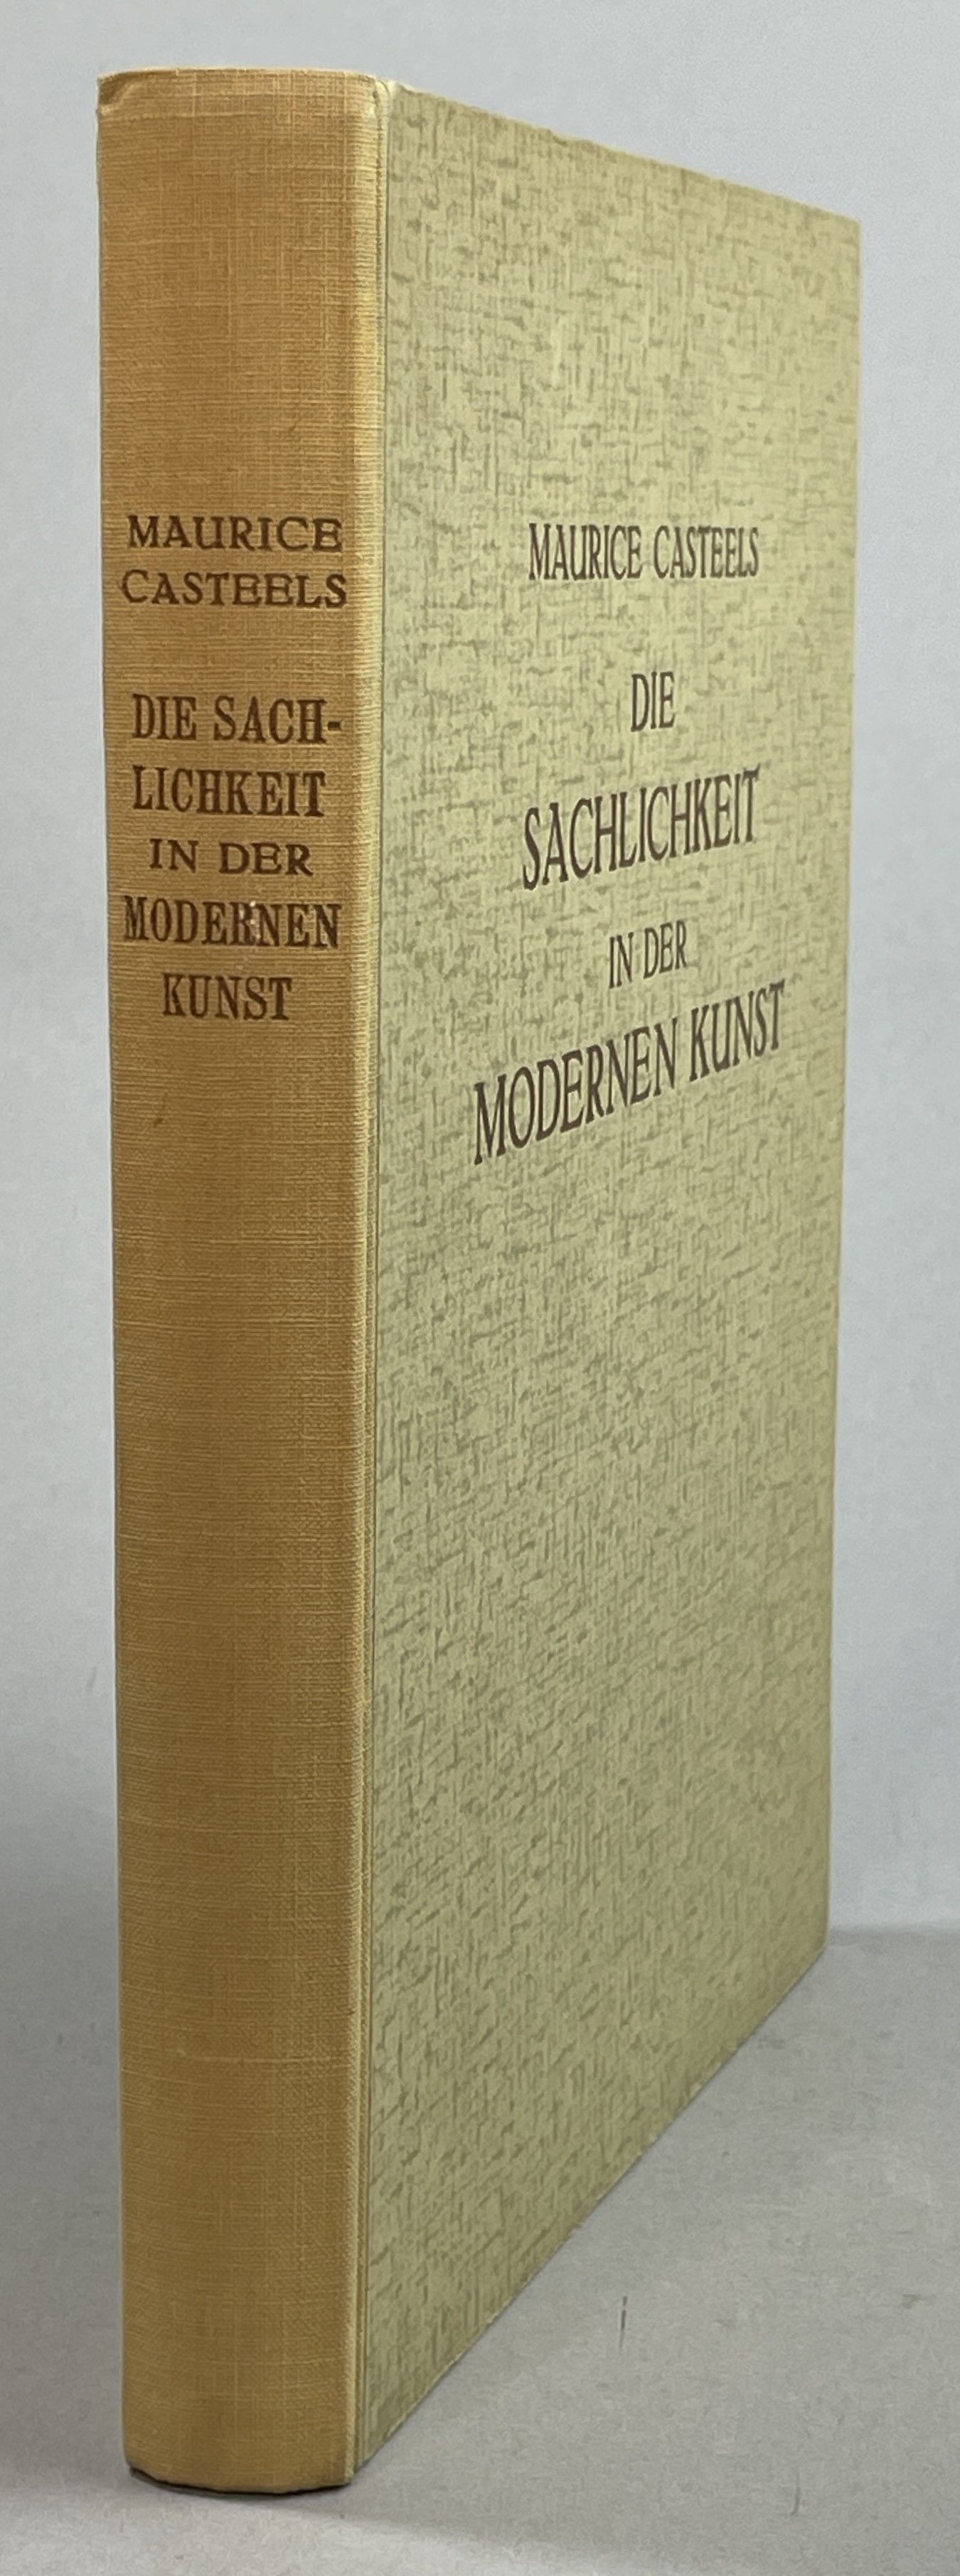 MAURICE
CASTEELS
DIE SACH-
LICHKEIT
IN DER
MODERNEN
KUNST
MAURICE CASTEELS
DIE
SACHLICHKEIT
IN DER
MODERNEN KUNST